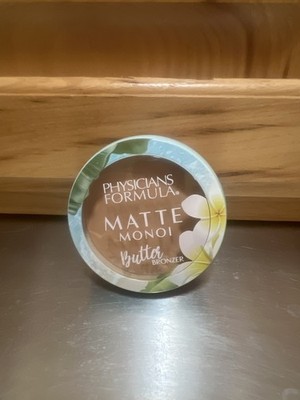 PHYSICIANS
FORMULA®
MATTE
MONOI
Butter
BRONZER